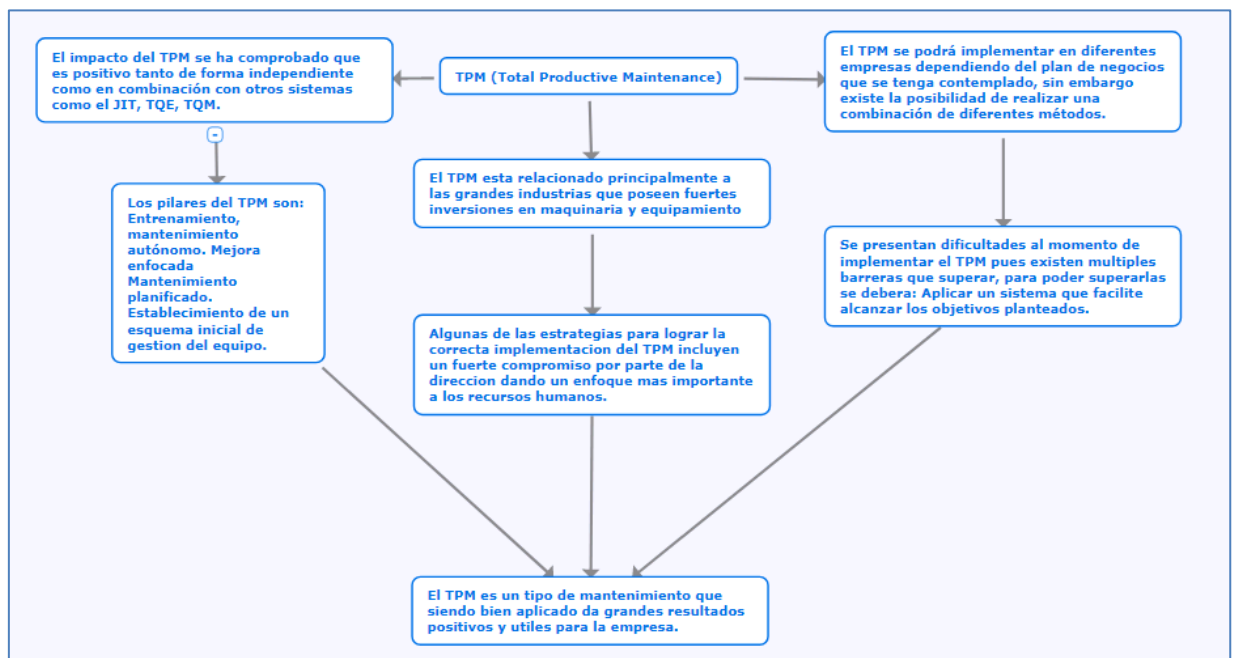 TPM (Total Productive Maintenance)
El impacto del TPM se ha comprobado que
es positivo tanto de forma independiente
como en combinación con otros sistemas
como el JIT, TQE, TQM.
Los pilares del TPM son:
Entrenamiento,
mantenimiento
autónomo. Mejora
enfocada
Mantenimiento
planificado.
Establecimiento de un
esquema inicial de
gestion del equipo.
El TPM esta relacionado principalmente a
las grandes industrias que poseen fuertes
inversiones en maquinaria y equipamiento
Algunas de las estrategias para lograr la
correcta implementacion del TPM incluyen
un fuerte compromiso por parte de la
direccion dando un enfoque mas importante
a los recursos humanos.
El TPM se podrá implementar en diferentes
empresas dependiendo del plan de negocios
que se tenga contemplado, sin embargo
existe la posibilidad de realizar una
combinación de diferentes métodos.
Se presentan dificultades al momento de
implementar el TPM pues existen multiples
barreras que superar, para poder superarlas
se debera: Aplicar un sistema que facilite
alcanzar los objetivos planteados.
El TPM es un tipo de mantenimiento que
siendo bien aplicado da grandes resultados
positivos y utiles para la empresa.